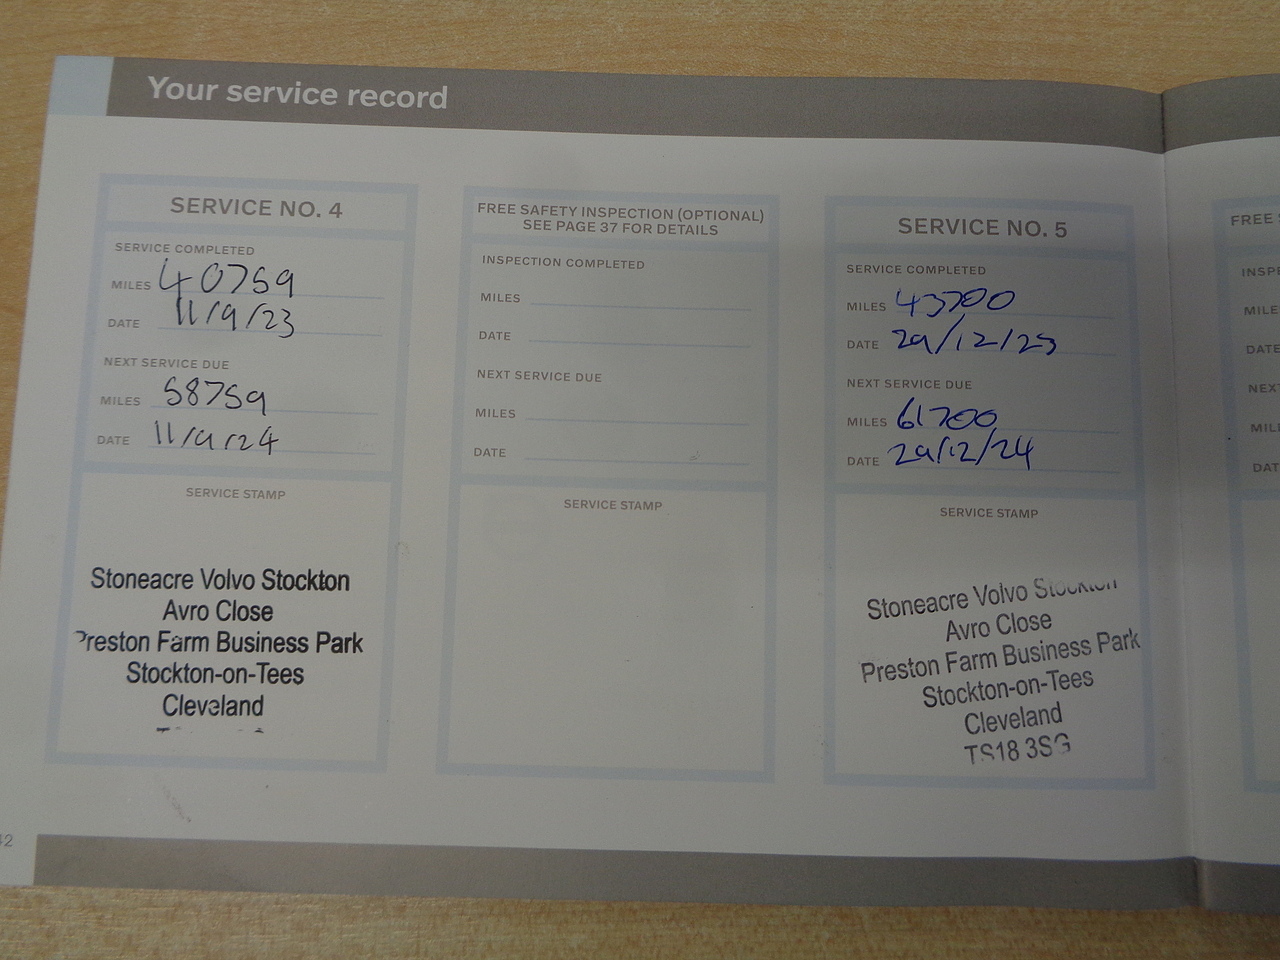 Your service record
SERVICE NO. 4
SERVICE COMPLETED
MILES 40759
DATE 11/9/23
NEXT SERVICE DUE
MILES 58759
DATE 11/9/24
SERVICE STAMP
Stoneacre Volvo Stockton
Avro Close
Preston Farm Business Park
Stockton-on-Tees
Cleveland
FREE SAFETY INSPECTION (OPTIONAL)
SEE PAGE 37 FOR DETAILS
INSPECTION COMPLETED
MILES
DATE
NEXT SERVICE DUE
MILES
DATE
SERVICE STAMP
SERVICE NO. 5
SERVICE COMPLETED
MILES 43700
DATE 29/12/23
NEXT SERVICE DUE
MILES 61700
DATE 29/12/24
SERVICE STAMP
Stoneacre Volvo Stockton
Avro Close
Preston Farm Business Park
Stockton-on-Tees
Cleveland
TS18 3SG
FREE